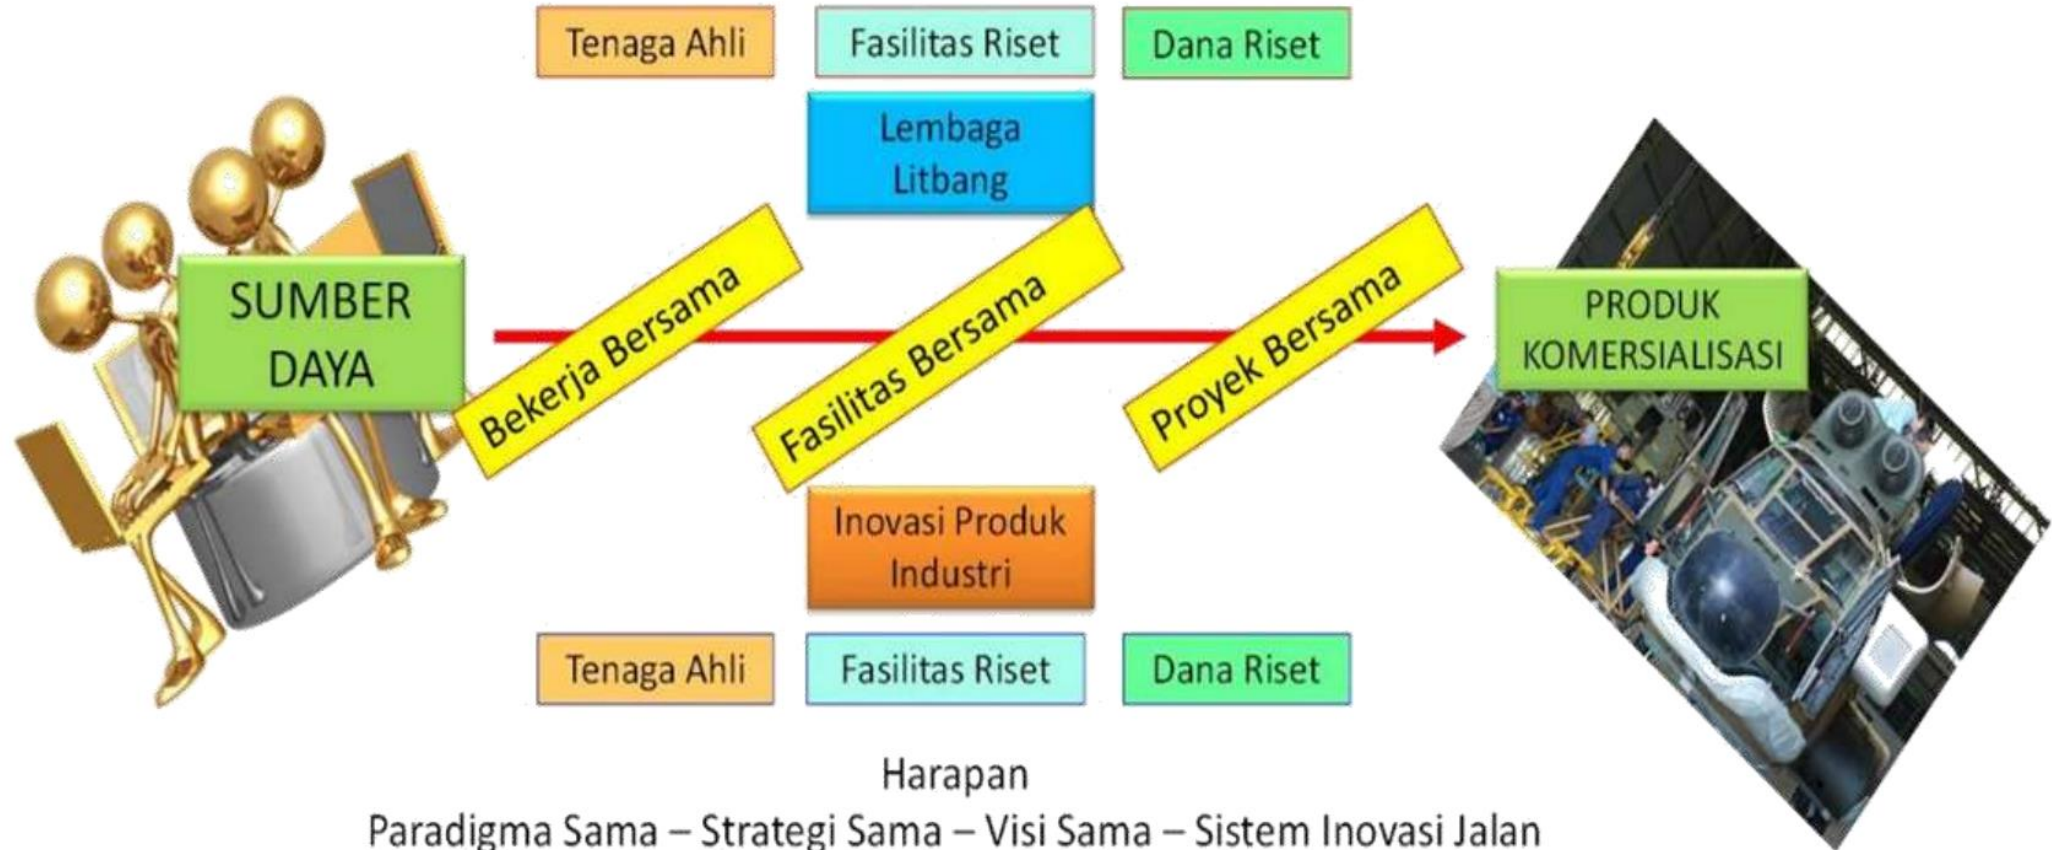 Tenaga Ahli
Fasilitas Riset
Dana Riset
Lembaga
Litbang
SUMBER
DAYA
Bekerja Bersama
Fasilitas Bersama
Proyek Bersama
PRODUK
KOMERSIALISASI
Inovasi Produk
Industri
Tenaga Ahli
Fasilitas Riset
Dana Riset
Harapan
Paradigma Sama – Strategi Sama – Visi Sama – Sistem Inovasi Jalan